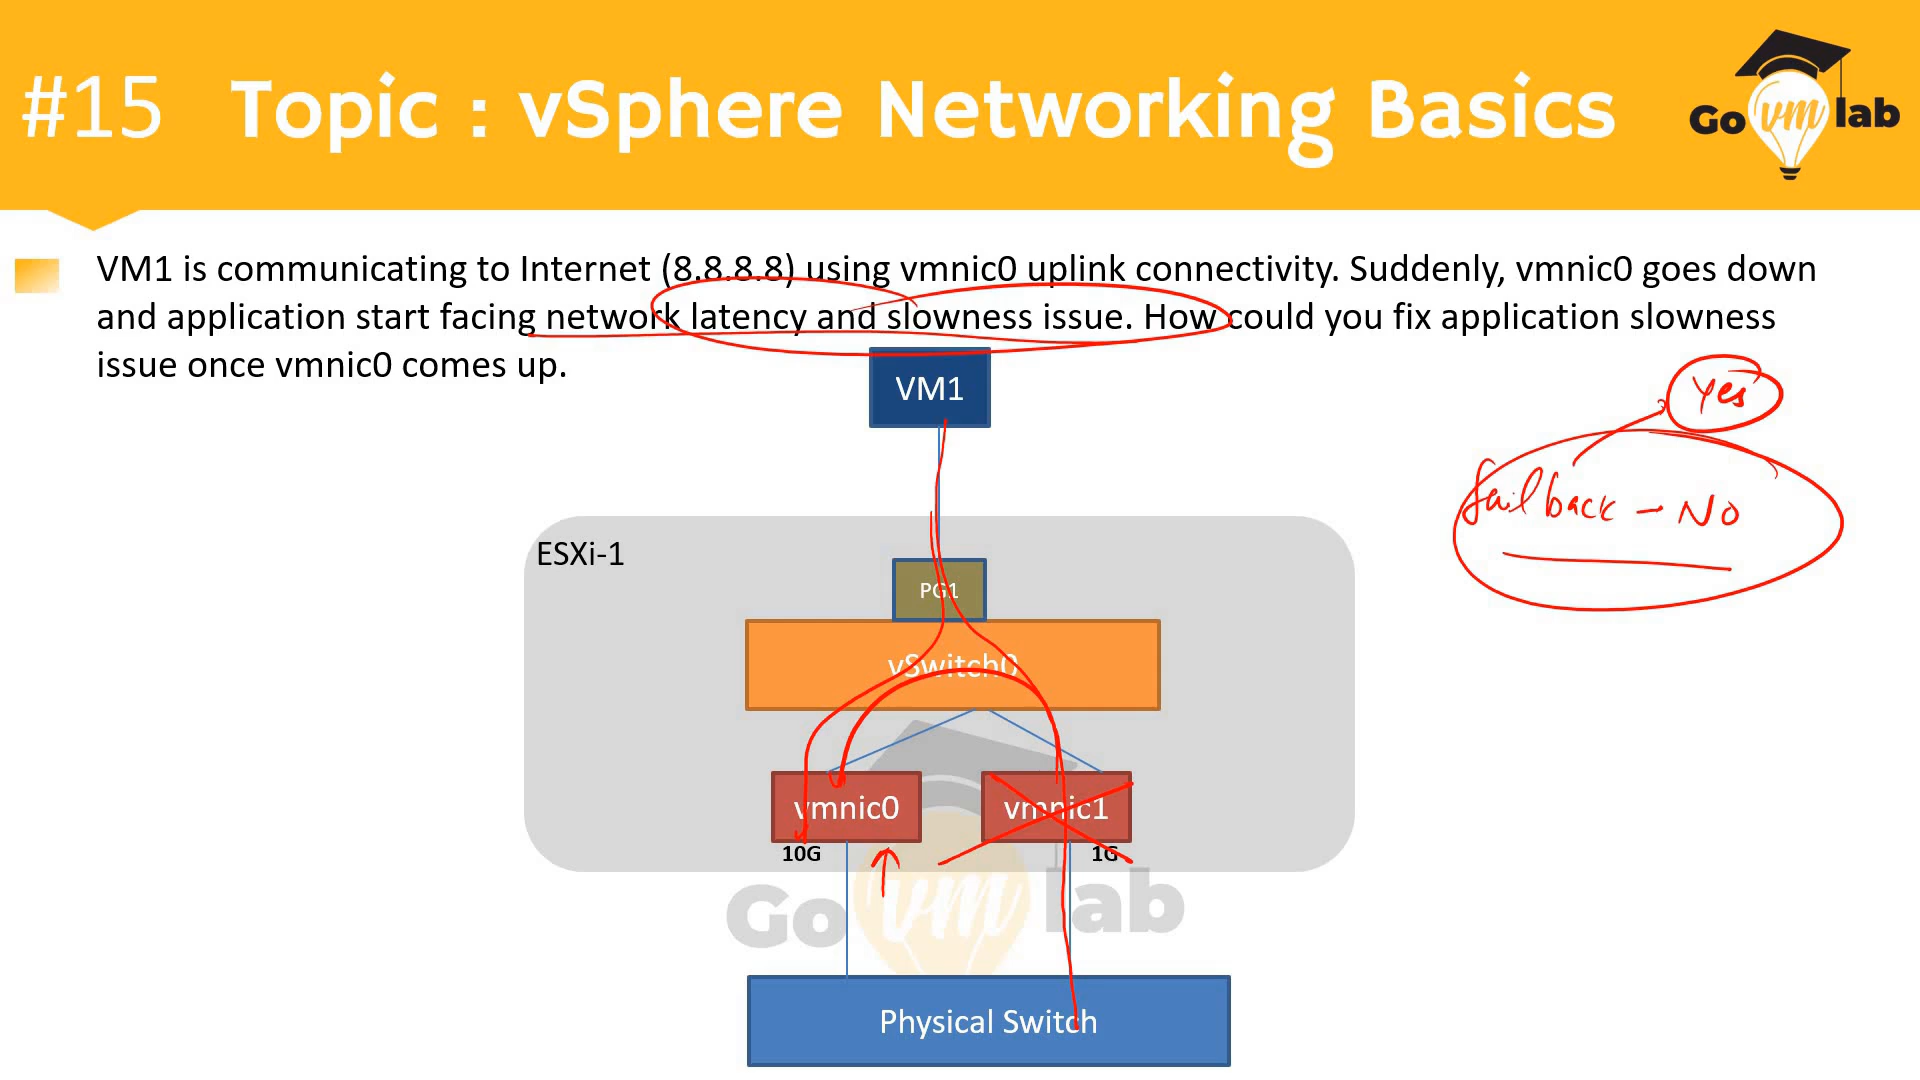 #15 Topic : vSphere Networking Basics
Go vm lab
VM1 is communicating to Internet (8.8.8.8) using vmnic0 uplink connectivity. Suddenly, vmnic0 goes down
and application start facing network latency and slowness issue. How could you fix application slowness
issue once vmnic0 comes up.
VM1
Yes
failback - No
ESXi-1
PG1
vSwitch0
vmnic0
vmnic1
10G
1G
Go vm lab
Physical Switch